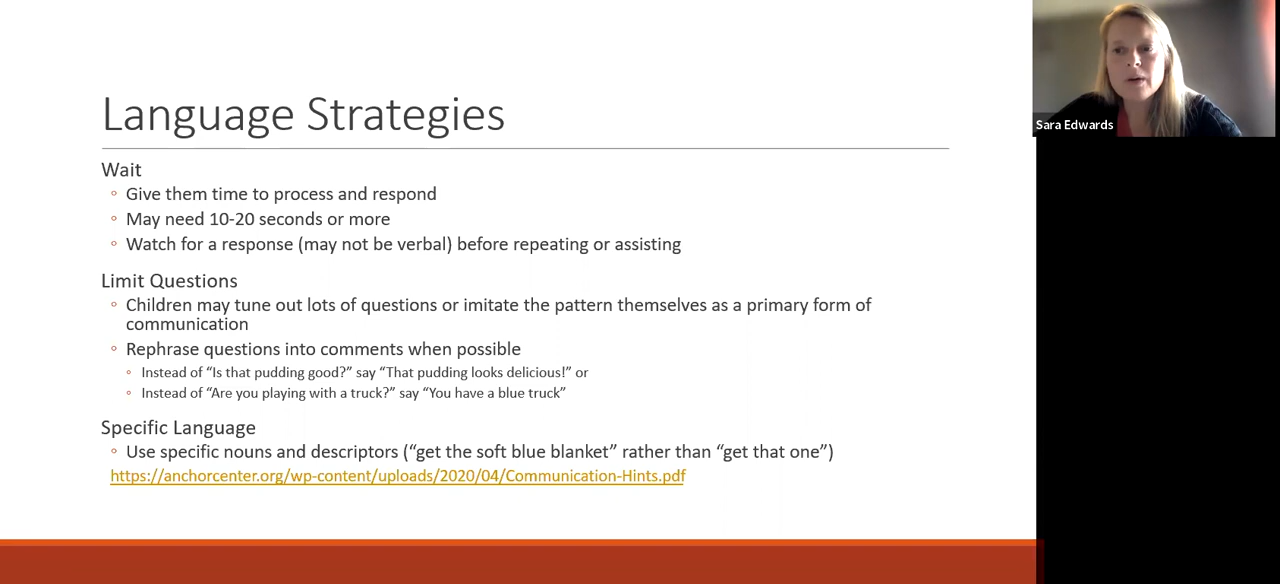 Language Strategies
Wait
◦ Give them time to process and respond
◦ May need 10-20 seconds or more
◦ Watch for a response (may not be verbal) before repeating or assisting
Limit Questions
◦ Children may tune out lots of questions or imitate the pattern themselves as a primary form of
communication
◦ Rephrase questions into comments when possible
◦ Instead of “Is that pudding good?” say “That pudding looks delicious!” or
◦ Instead of “Are you playing with a truck?” say “You have a blue truck”
Specific Language
◦ Use specific nouns and descriptors (“get the soft blue blanket” rather than “get that one”)
https://anchorcenter.org/wp-content/uploads/2020/04/Communication-Hints.pdf
Sara Edwards